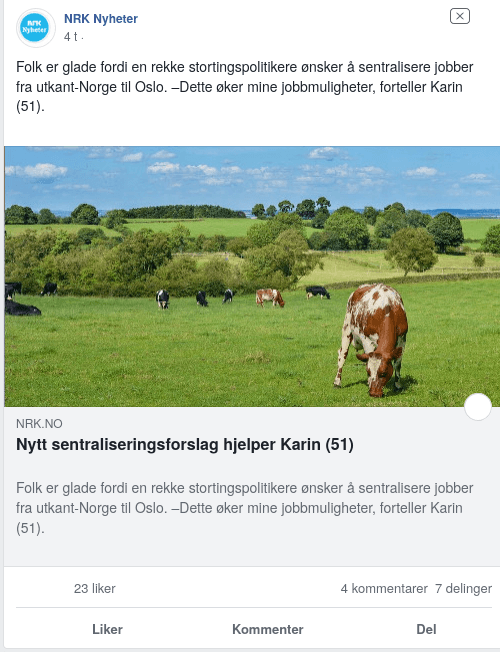 NRK Nyheter
NRK
Nyheter
4 t ·
Folk er glade fordi en rekke stortingspolitikere ønsker å sentralisere jobber
fra utkant-Norge til Oslo. –Dette øker mine jobbmuligheter, forteller Karin
(51).
NRK.NO
Nytt sentraliseringsforslag hjelper Karin (51)
Folk er glade fordi en rekke stortingspolitikere ønsker å sentralisere jobber
fra utkant-Norge til Oslo. –Dette øker mine jobbmuligheter, forteller Karin
(51).
23 liker
4 kommentarer 7 delinger
Liker
Kommenter
Del